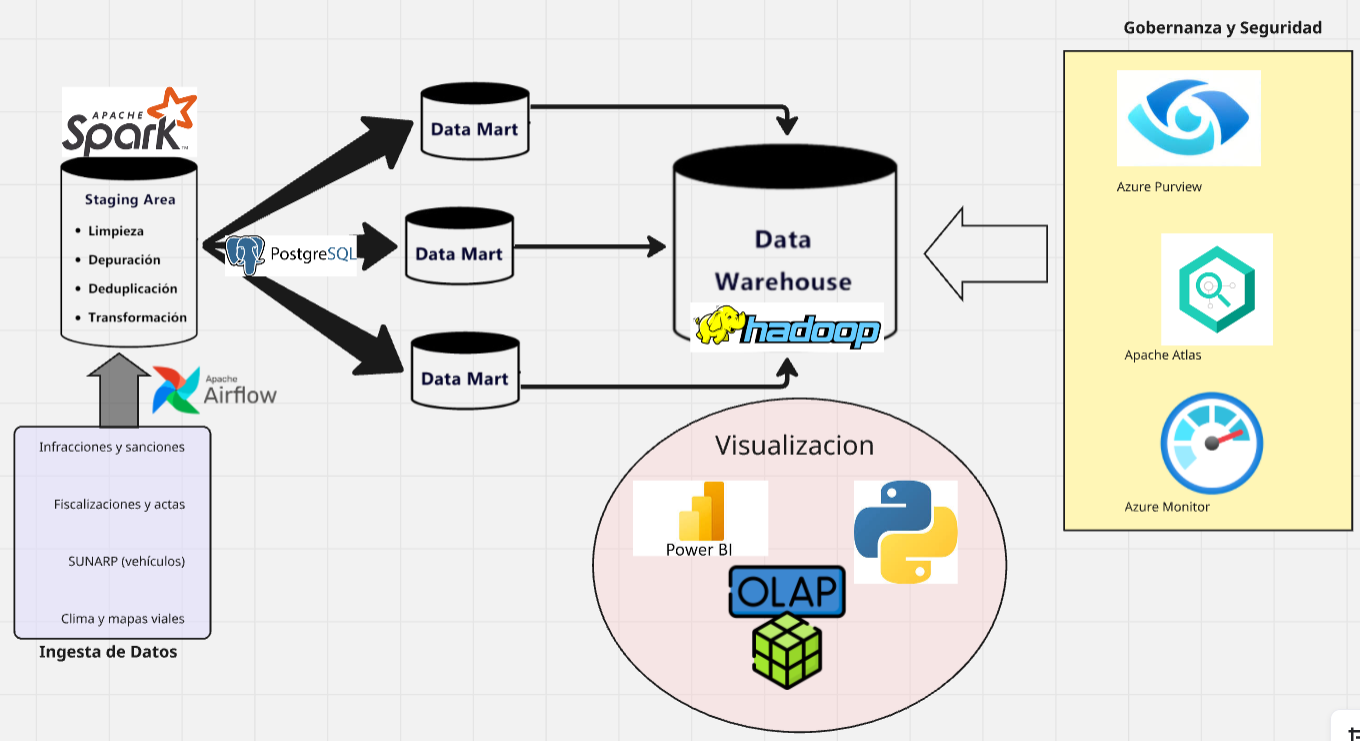 Gobernanza y Seguridad
APACHE
Spark™
Staging Area
• Limpieza
• Depuración
• Deduplicación
• Transformación
PostgreSQL
Data Mart
Data Mart
Data Mart
Data
Warehouse
hadoop
Azure Purview
Apache Atlas
Azure Monitor
Apache
Airflow
Infracciones y sanciones
Fiscalizaciones y actas
SUNARP (vehículos)
Clima y mapas viales
Ingesta de Datos
Visualizacion
Power BI
OLAP